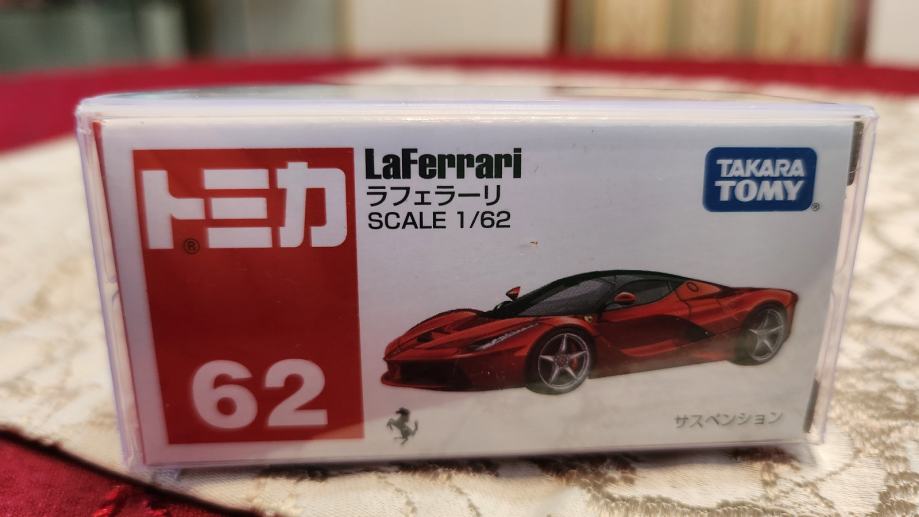 トミカ
®
62
LaFerrari
ラフェラーリ
SCALE 1/62
TAKARA
TOMY
®
サスペンション